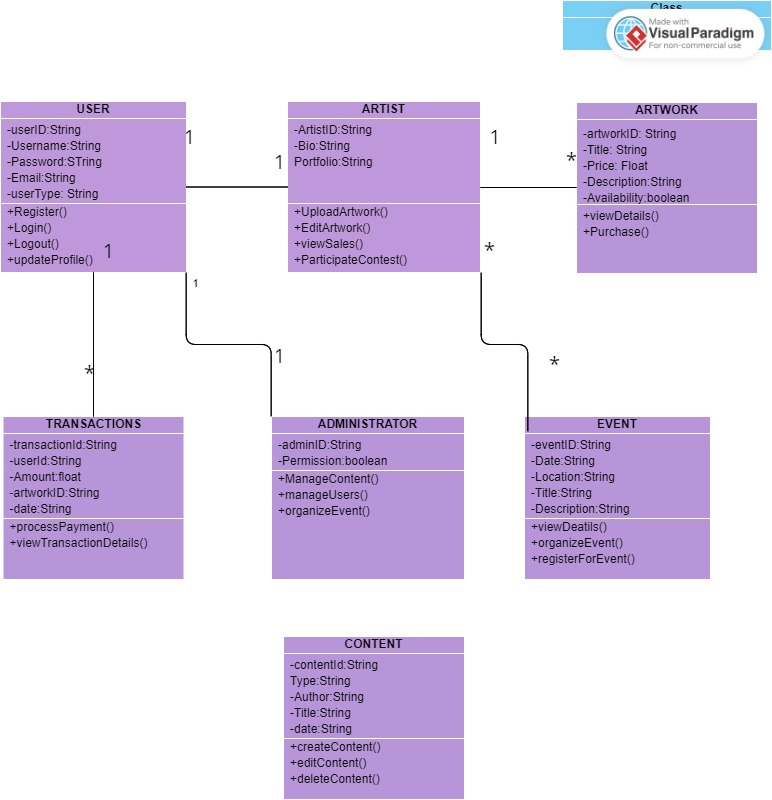 Class
Made with
VisualParadigm
For non-commercial use
USER
-userID:String
-Username:String
-Password:STring
-Email:String
-userType: String
+Register()
+Login()
+Logout()
+updateProfile()
1
1
ARTIST
-ArtistID:String
-Bio:String
Portfolio:String
+UploadArtwork()
+EditArtwork()
+viewSales()
+ParticipateContest()
1
*
ARTWORK
-artworkID: String
-Title: String
-Price: Float
-Description:String
-Availability:boolean
+viewDetails()
+Purchase()
1
*
1
1
*
*
TRANSACTIONS
-transactionId:String
-userId:String
-Amount:float
-artworkID:String
-date:String
+processPayment()
+viewTransactionDetails()
ADMINISTRATOR
-adminID:String
-Permission:boolean
+ManageContent()
+manageUsers()
+organizeEvent()
EVENT
-eventID:String
-Date:String
-Location:String
-Title:String
-Description:String
+viewDeatils()
+organizeEvent()
+registerForEvent()
CONTENT
-contentId:String
Type:String
-Author:String
-Title:String
-date:String
+createContent()
+editContent()
+deleteContent()